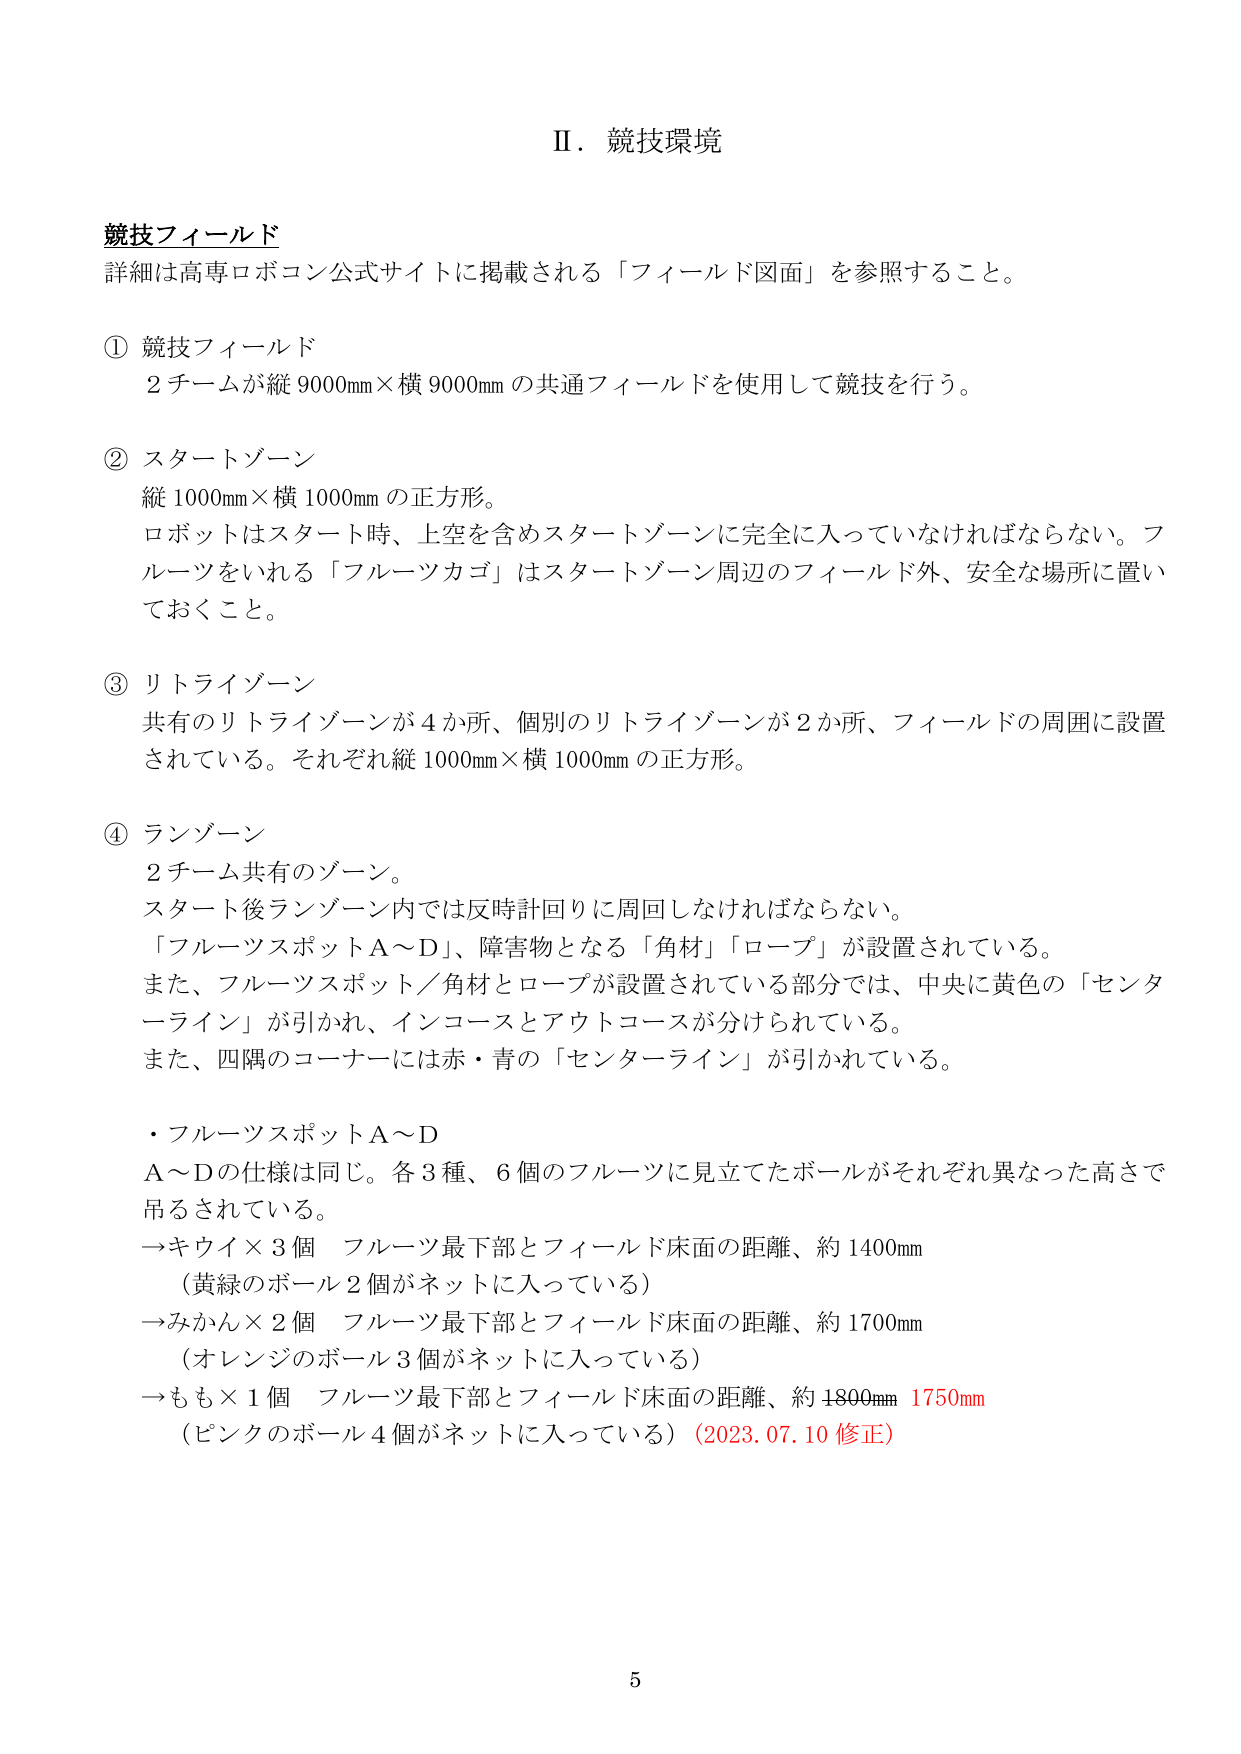 Ⅱ．競技環境
競技フィールド
詳細は高専ロボコン公式サイトに掲載される「フィールド図面」を参照すること。
① 競技フィールド
２チームが縦 9000㎜×横 9000㎜ の共通フィールドを使用して競技を行う。
② スタートゾーン
縦 1000㎜×横 1000㎜ の正方形。
ロボットはスタート時、上空を含めスタートゾーンに完全に入っていなければならない。フ
ルーツをいれる「フルーツカゴ」はスタートゾーン周辺のフィールド外、安全な場所に置い
ておくこと。
③ リトライゾーン
共有のリトライゾーンが４か所、個別のリトライゾーンが２か所、フィールドの周囲に設置
されている。それぞれ縦 1000㎜×横 1000㎜ の正方形。
④ ランゾーン
２チーム共有のゾーン。
スタート後ランゾーン内では反時計回りに周回しなければならない。
「フルーツスポットＡ～Ｄ」、障害物となる「角材」「ロープ」が設置されている。
また、フルーツスポット／角材とロープが設置されている部分では、中央に黄色の「センタ
ーライン」が引かれ、インコースとアウトコースが分けられている。
また、四隅のコーナーには赤・青の「センターライン」が引かれている。
・フルーツスポットＡ～Ｄ
Ａ～Ｄの仕様は同じ。各３種、６個のフルーツに見立てたボールがそれぞれ異なった高さで
吊るされている。
→キウイ×３個　フルーツ最下部とフィールド床面の距離、約 1400㎜
（黄緑のボール２個がネットに入っている）
→みかん×２個　フルーツ最下部とフィールド床面の距離、約 1700㎜
（オレンジのボール３個がネットに入っている）
→もも×１個　フルーツ最下部とフィールド床面の距離、約 1800㎜ 1750㎜
（ピンクのボール４個がネットに入っている）（2023.07.10 修正）
5